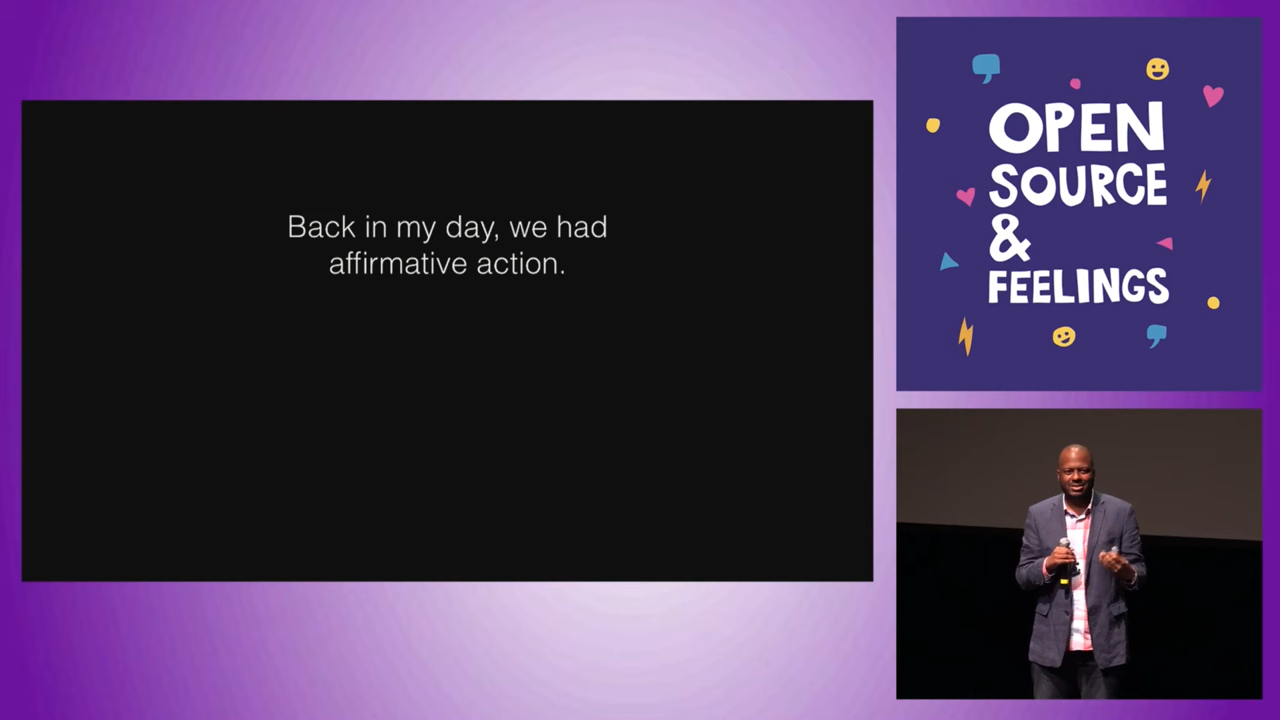 Back in my day, we had
affirmative action.
OPEN
SOURCE
&
FEELINGS